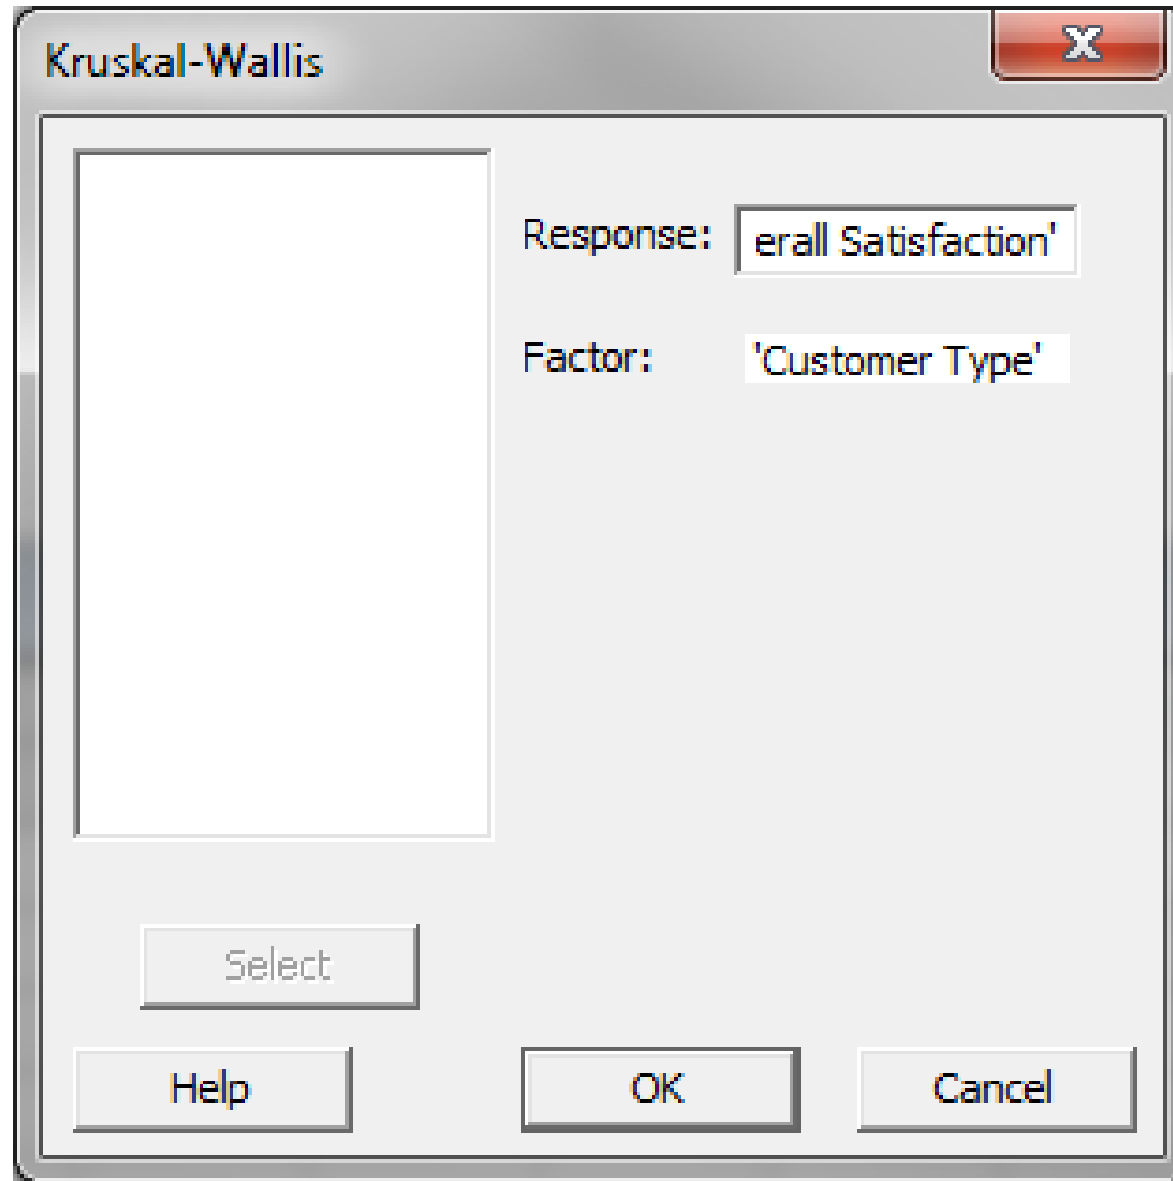 Kruskal-Wallis
Response: erall Satisfaction'
Factor: 'Customer Type'
Select
Help OK Cancel